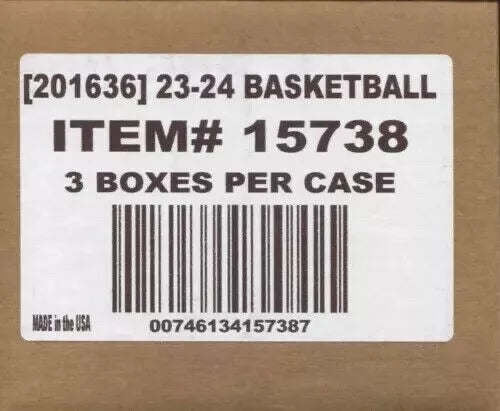 [201636] 23-24 BASKETBALL
ITEM# 15738
3 BOXES PER CASE
MADE in the USA
00746134157387